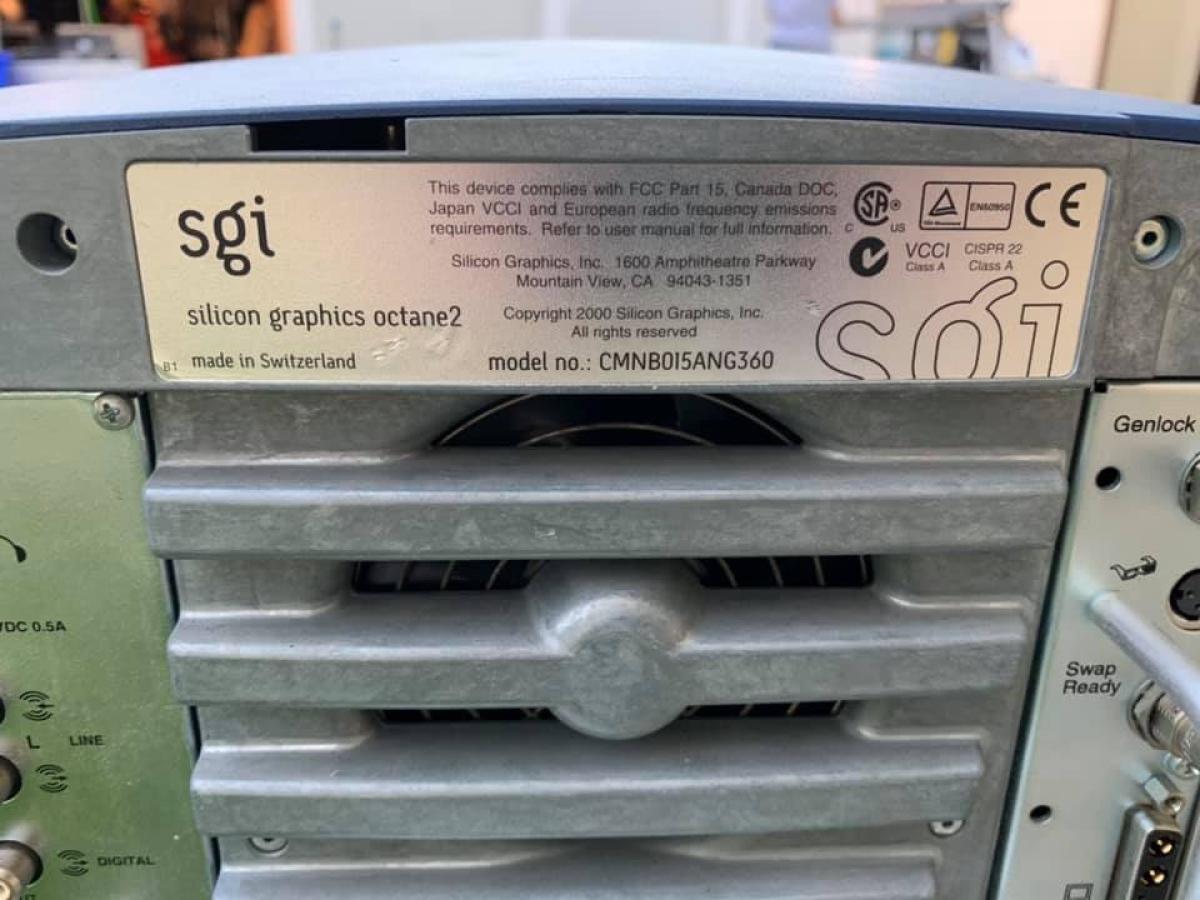 sgi
This device complies with FCC Part 15, Canada DOC,
Japan VCCI and European radio frequency emissions
requirements. Refer to user manual for full information.
SA ®
C US
EN60950
CE
VCCI
Class A
CISPR 22
Class A
Silicon Graphics, Inc. 1600 Amphitheatre Parkway
Mountain View, CA 94043-1351
silicon graphics octane2
Copyright 2000 Silicon Graphics, Inc.
All rights reserved
B1
made in Switzerland
model no.: CMNB015ANG360
sgi
Genlock
VDC 0.5A
Swap
Ready
L LINE
DIGITAL